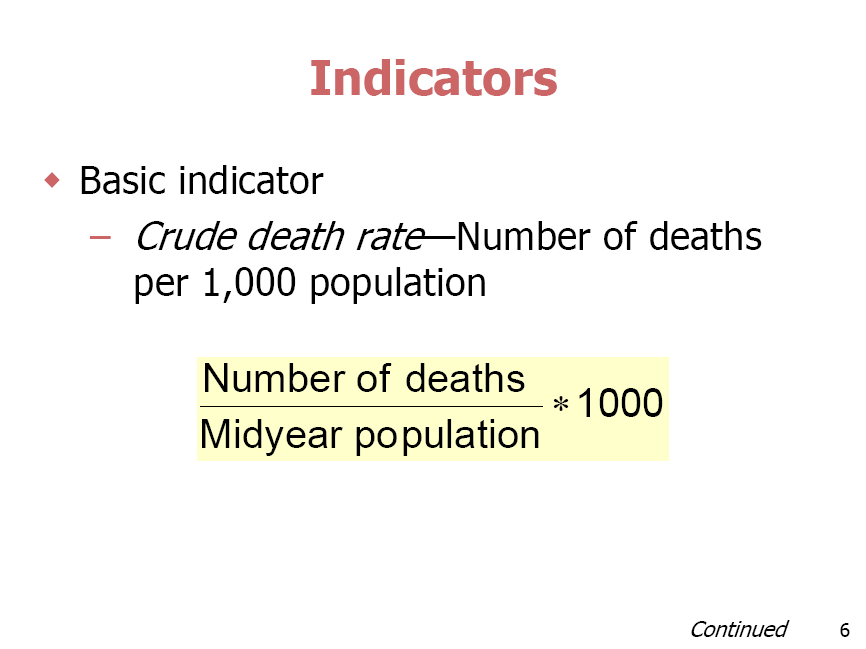 Indicators
Basic indicator
– Crude death rate—Number of deaths
per 1,000 population
Number of deaths
Midyear population
* 1000
Continued
6